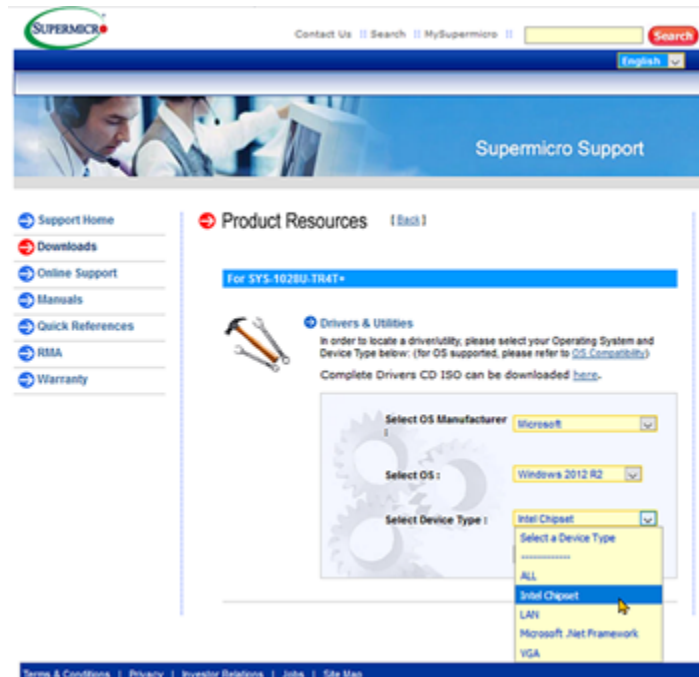 SUPERMICR
Contact Us || Search || MySupermicro ||
Search
English
Supermicro Support
Support Home
Downloads
Online Support
Manuals
Quick References
RMA
Warranty
Product Resources [ Back ]
For SYS-1028U-TR4T+
Drivers & Utilities
In order to locate a driver/utility, please select your Operating System and
Device Type below: (for OS supported, please refer to OS Compatibility)
Complete Drivers CD ISO can be downloaded here.
Select OS Manufacturer
:
Microsoft
Select OS :
Windows 2012 R2
Select Device Type :
Intel Chipset
Select a Device Type
-------------
ALL
Intel Chipset
LAN
Microsoft .Net Framework
VGA
Terms & Conditions | Privacy | Investor Relations | Jobs | Site Map